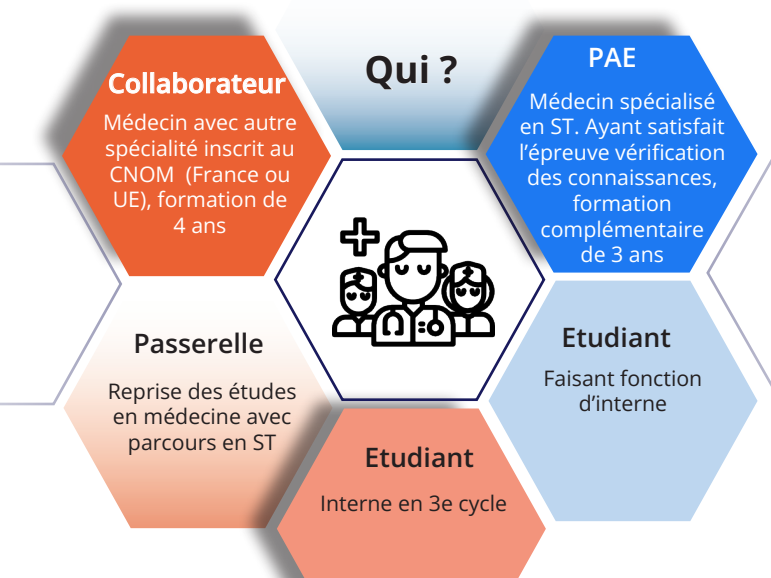 Qui ?
Collaborateur
Médecin avec autre
spécialité inscrit au
CNOM (France ou
UE), formation de
4 ans
PAE
Médecin spécialisé
en ST. Ayant satisfait
l’épreuve vérification
des connaissances,
formation
complémentaire
de 3 ans
Passerelle
Reprise des études
en médecine avec
parcours en ST
Etudiant
Faisant fonction
d’interne
Etudiant
Interne en 3e cycle